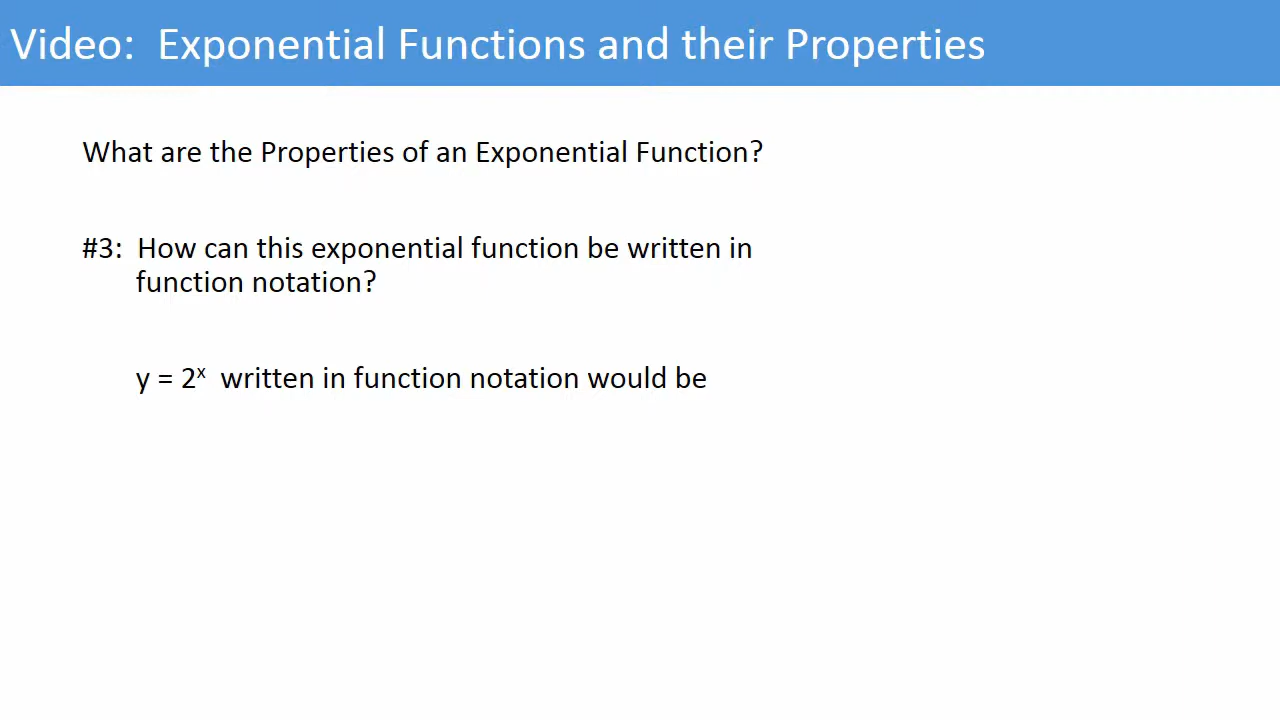 Video: Exponential Functions and their Properties
What are the Properties of an Exponential Function?
#3: How can this exponential function be written in
function notation?
y = 2ˣ written in function notation would be